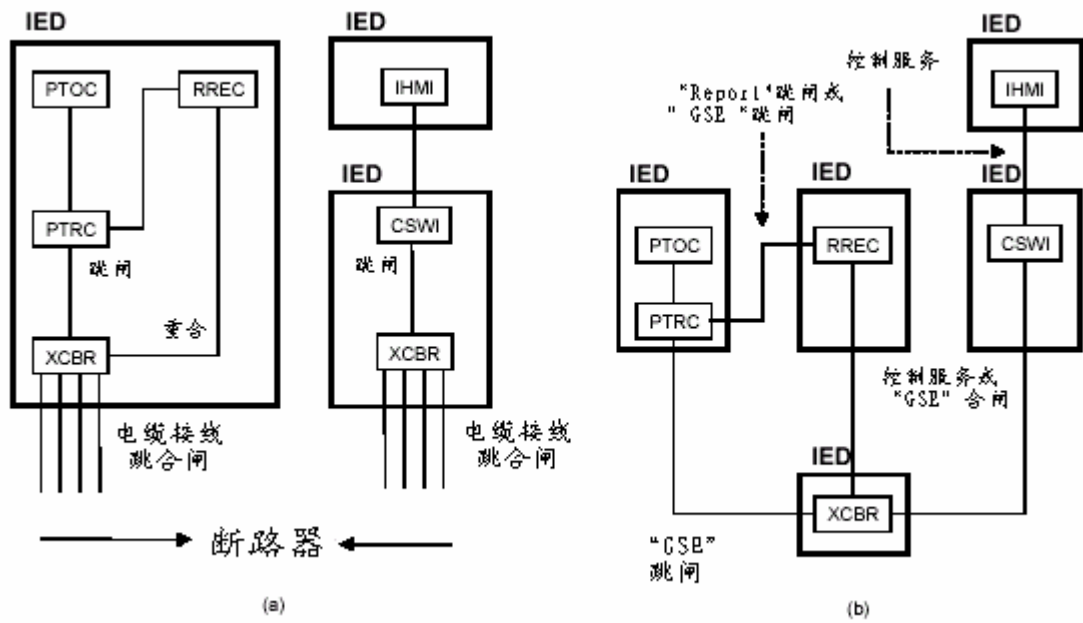 IED
PTOC
RREC
PTRC
跳闸
重合
XCBR
电缆接线
跳合闸
IED
IHMI
IED
CSWI
跳闸
XCBR
电缆接线
跳合闸
断路器
(a)
IED
控制服务
IHMI
"Report"跳闸或
"GSE"跳闸
IED
PTOC
PTRC
IED
RREC
IED
CSWI
控制服务或
"GSE"合闸
IED
XCBR
"GSE"
跳闸
(b)